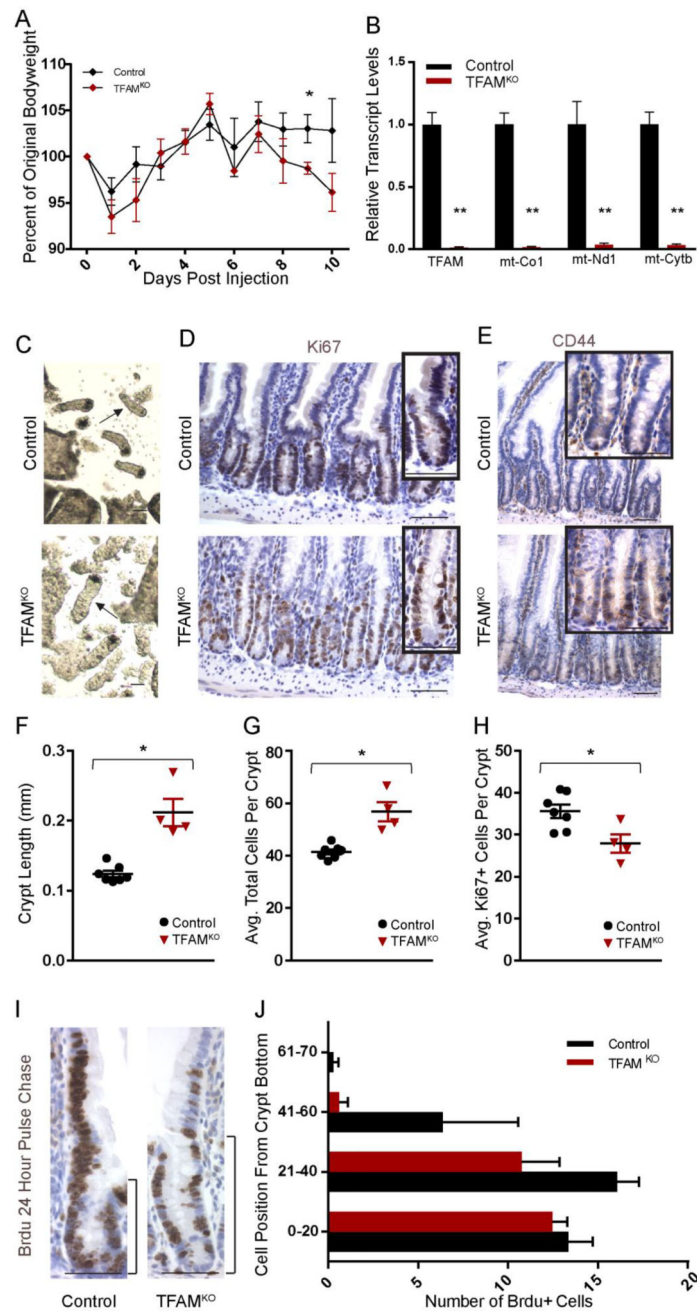 A
Percent of Original Bodyweight
110
105
100
95
90
0
2
4
6
8
10
Days Post Injection
Control
TFAMKO
*
B
Relative Transcript Levels
1.5
1.0
0.5
0.0
Control
TFAMKO
**
**
**
**
TFAM
mt-Co1
mt-Nd1
mt-Cytb
C
Control
TFAMKO
D
Ki67
Control
TFAMKO
E
CD44
Control
TFAMKO
F
Crypt Length (mm)
0.3
0.2
0.1
0.0
*
Control
TFAMKO
G
Avg. Total Cells Per Crypt
80
60
40
20
0
*
Control
TFAMKO
H
Avg. Ki67+ Cells Per Crypt
50
40
30
20
10
0
*
Control
TFAMKO
I
Brdu 24 Hour Pulse Chase
Control
TFAMKO
J
Cell Position From Crypt Bottom
61-70
41-60
21-40
0-20
Control
TFAM KO
0
5
10
15
20
Number of Brdu+ Cells